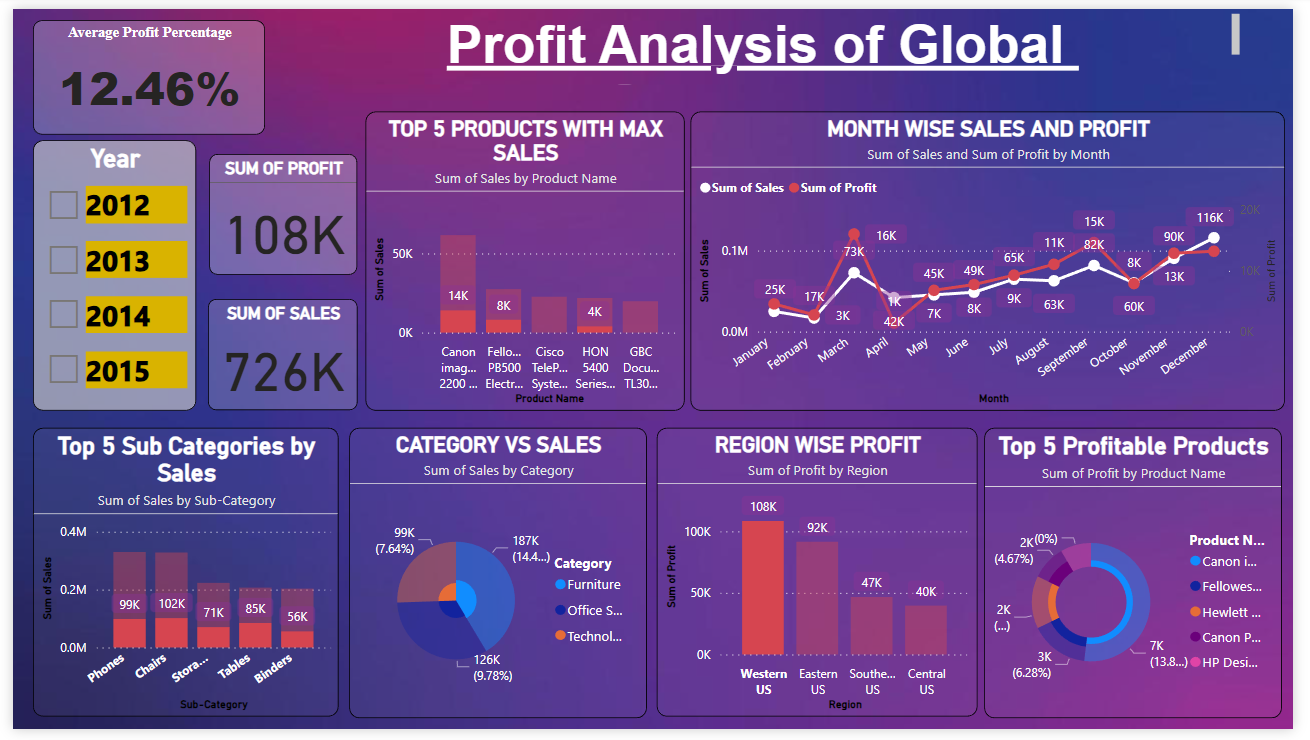 Average Profit Percentage
12.46%
Profit Analysis of Global
Year
2012
2013
2014
2015
SUM OF PROFIT
108K
SUM OF SALES
726K
TOP 5 PRODUCTS WITH MAX
SALES
Sum of Sales by Product Name
Sum of Sales
50K
0K
14K
8K
4K
Canon
imag...
2200 ...
Fello...
PB500
Electr...
Cisco
TeleP...
Syste...
HON
5400
Series...
GBC
Docu...
TL30...
Product Name
MONTH WISE SALES AND PROFIT
Sum of Sales and Sum of Profit by Month
Sum of Sales
Sum of Profit
Sum of Sales
0.1M
0.0M
25K
17K
73K
3K
16K
1K
42K
45K
7K
49K
8K
65K
9K
11K
63K
15K
82K
8K
60K
90K
13K
116K
20K
10K
0K
Sum of Profit
January
February
March
April
May
June
July
August
September
October
November
December
Month
Top 5 Sub Categories by
Sales
Sum of Sales by Sub-Category
Sum of Sales
0.4M
0.2M
0.0M
99K
102K
71K
85K
56K
Phones
Chairs
Stora...
Tables
Binders
Sub-Category
CATEGORY VS SALES
Sum of Sales by Category
99K
(7.64%)
187K
(14.4...)
126K
(9.78%)
Category
Furniture
Office S...
Technol...
REGION WISE PROFIT
Sum of Profit by Region
Sum of Profit
100K
50K
0K
108K
92K
47K
40K
Western
US
Eastern
US
Southe...
US
Central
US
Region
Top 5 Profitable Products
Sum of Profit by Product Name
2K
(4.67%)
(0%)
2K
(...)
3K
(6.28%)
7K
(13.8...)
Product N...
Canon i...
Fellowes...
Hewlett ...
Canon P...
HP Desi...